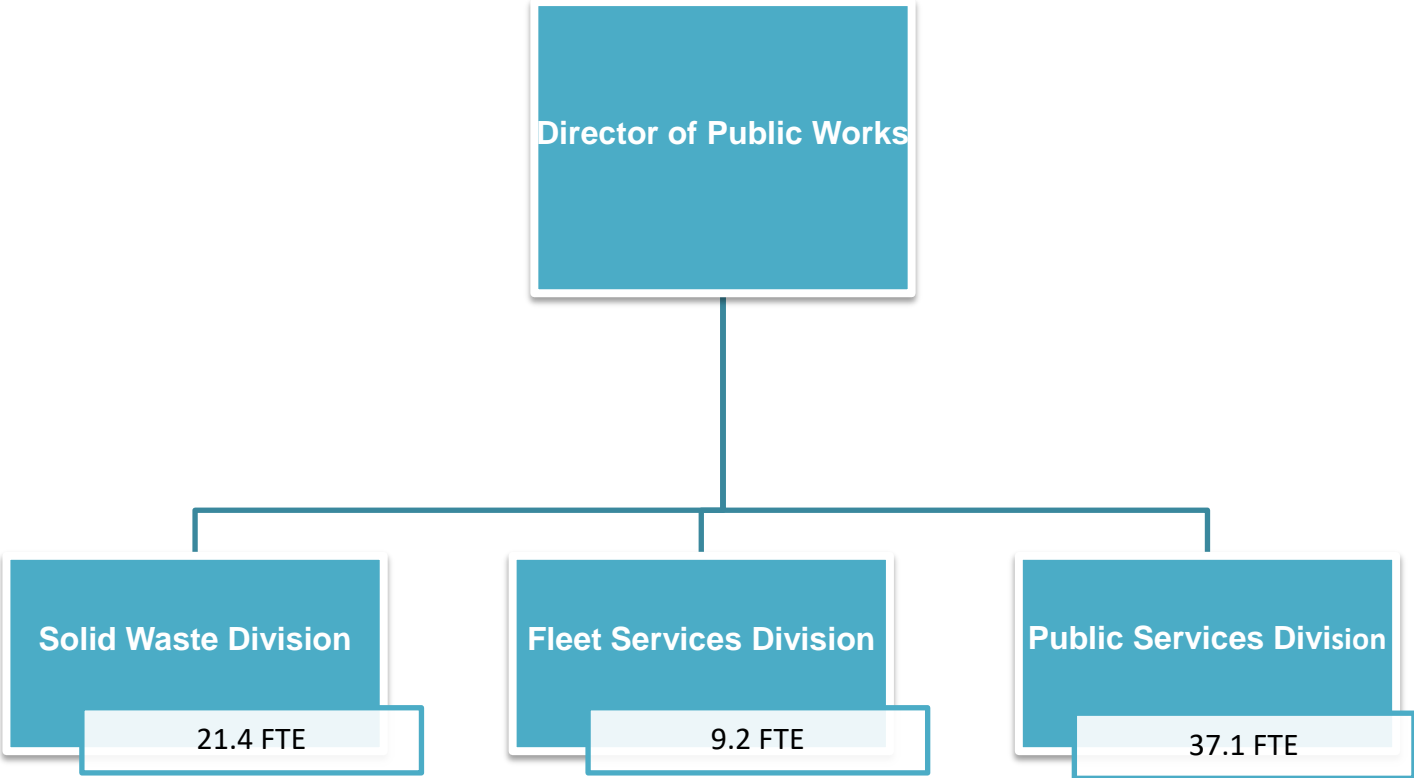 Director of Public Works
Solid Waste Division
21.4 FTE
Fleet Services Division
9.2 FTE
Public Services Division
37.1 FTE